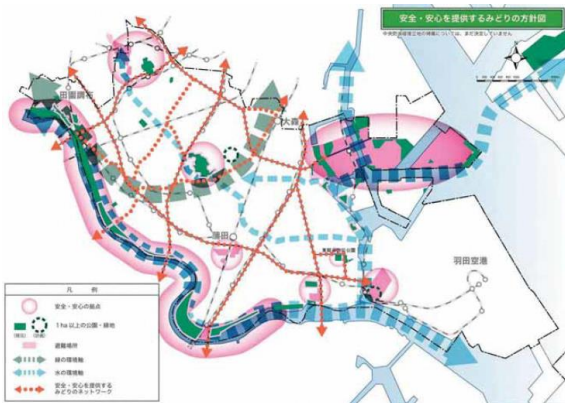 安全・安心を提供するみどりの方針図
田園調布
大森
蒲田
羽田空港
凡 例
安全・安心の拠点
1ha以上の公園・緑地
避難場所
緑の環境軸
水の環境軸
安全・安心を提供する
みどりのネットワーク